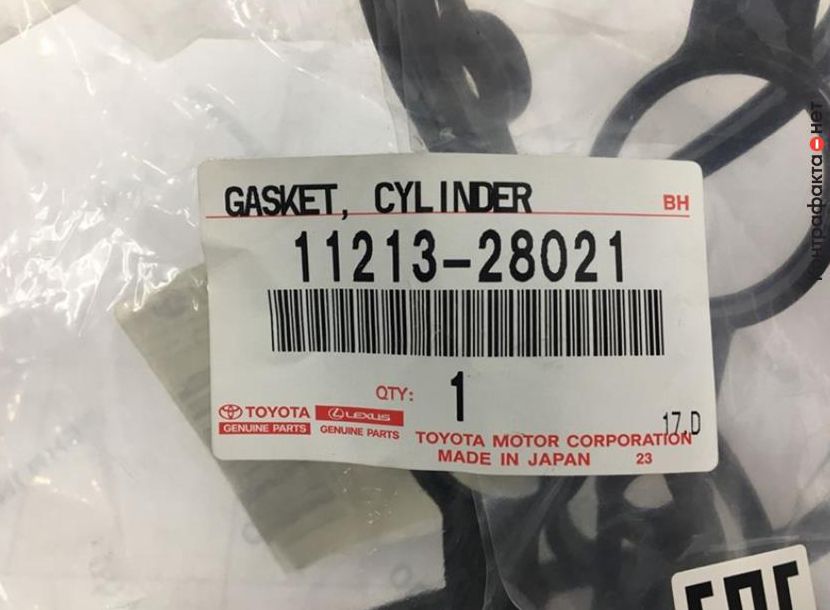 GASKET, CYLINDER
BH
11213-28021
QTY: 1
TOYOTA LEXUS
GENUINE PARTS GENUINE PARTS
17.D
TOYOTA MOTOR CORPORATION
MADE IN JAPAN 23
контрафакта нет